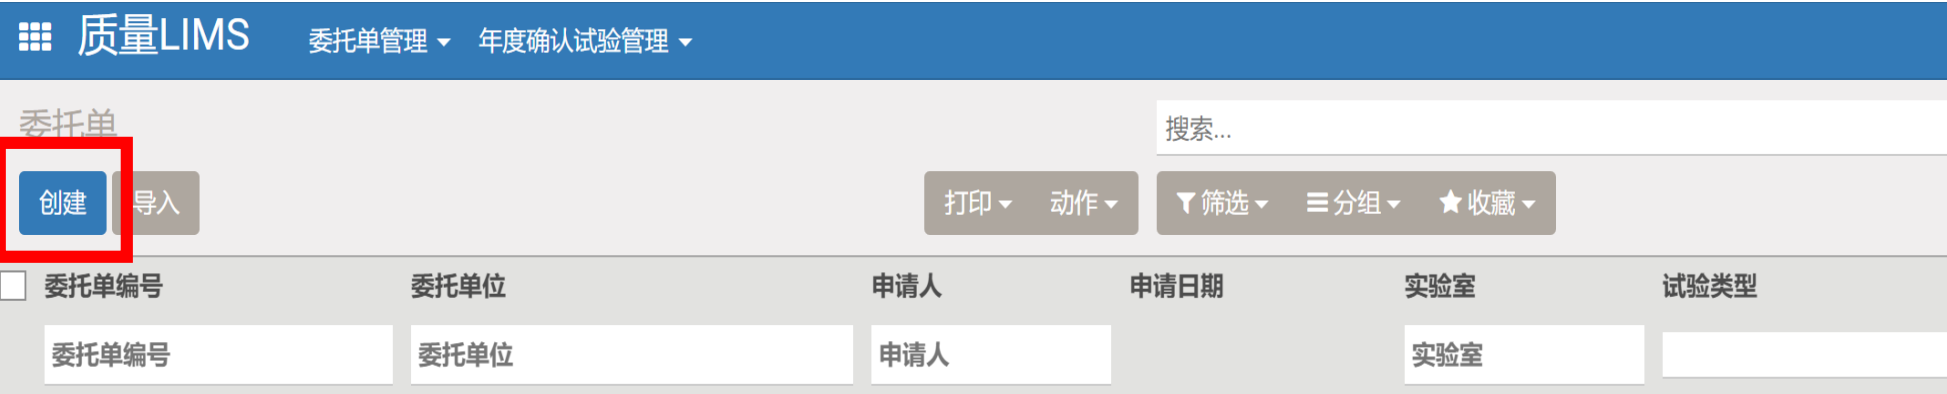 质量LIMS 委托单管理 年度确认试验管理
委托单 搜索...
创建 导入 打印 动作 筛选 分组 收藏
委托单编号 委托单位 申请人 申请日期 实验室 试验类型
委托单编号 委托单位 申请人 实验室